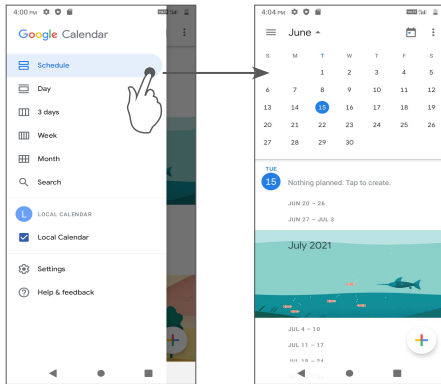 4:00 PM
Google Calendar
Schedule
Day
3 days
Week
Month
Search
L LOCAL CALENDAR
Local Calendar
Settings
Help & feedback
4:04 PM
June
S M T W T F S
1 2 3 4 5
6 7 8 9 10 11 12
13 14 15 16 17 18 19
20 21 22 23 24 25 26
27 28 29 30
TUE
15 Nothing planned. Tap to create.
JUN 20 – 26
JUN 27 – JUL 3
July 2021
JUL 4 – 10
JUL 11 – 17
JUL 18 – 24